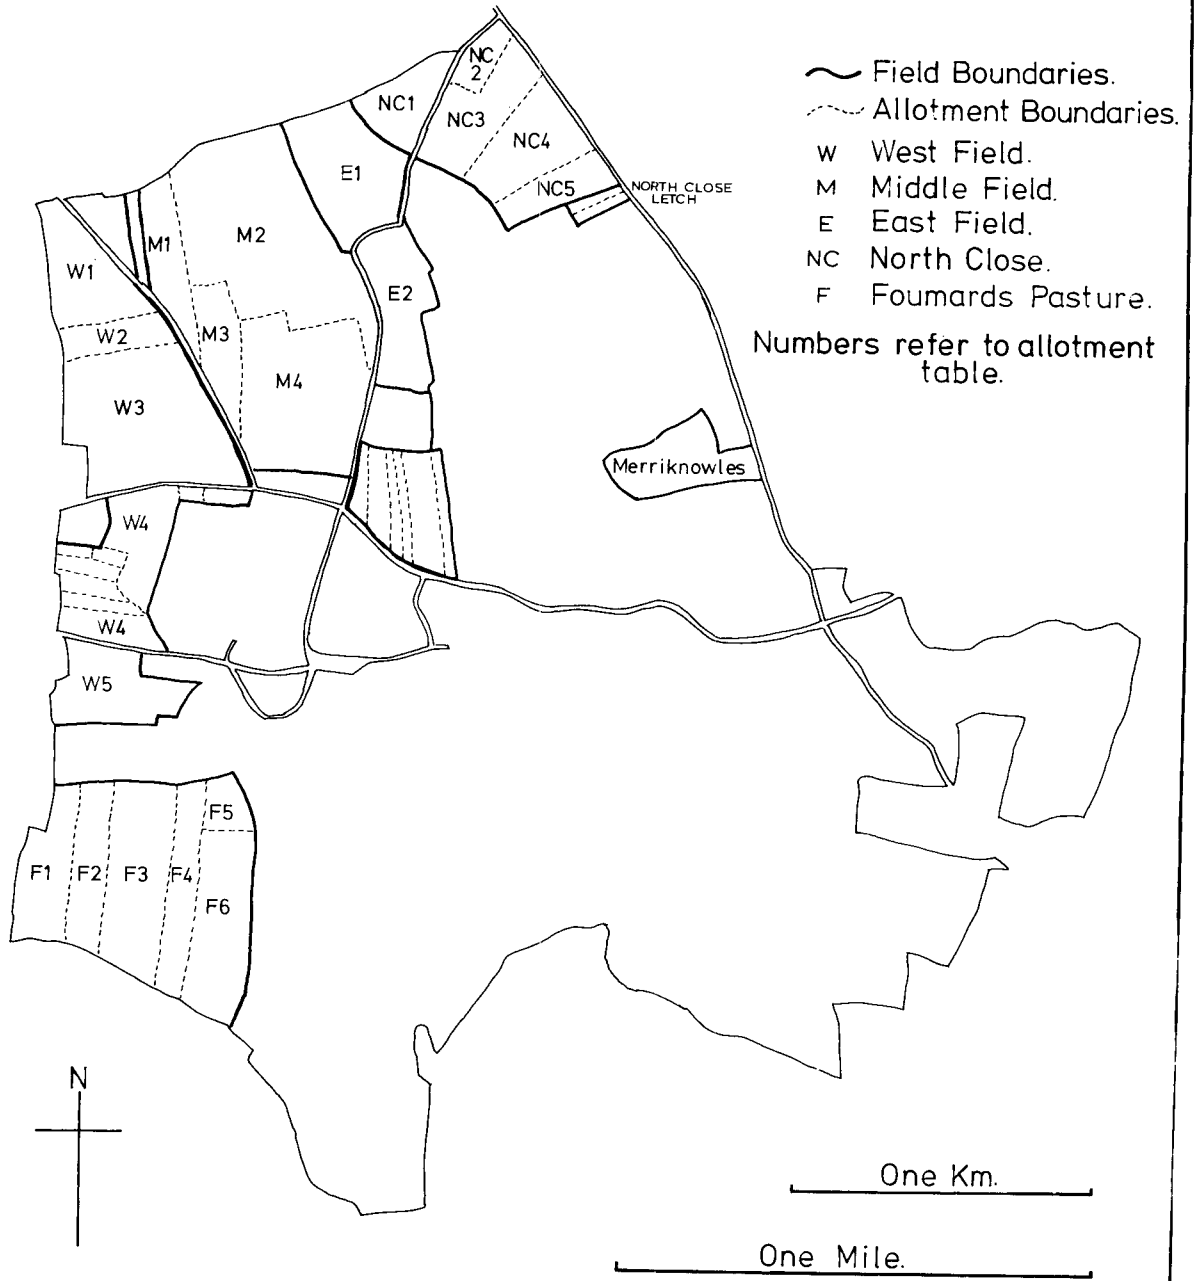 Field Boundaries.
Allotment Boundaries.
W West Field.
M Middle Field.
E East Field.
NC North Close.
F Foumards Pasture.
Numbers refer to allotment
table.
NC
2
NC1
NC3
NC4
NC5
NORTH CLOSE
LETCH
E1
E2
M1
M2
M3
M4
W1
W2
W3
W4
W4
W5
Merriknowles
F1
F2
F3
F4
F5
F6
N
One Km.
One Mile.